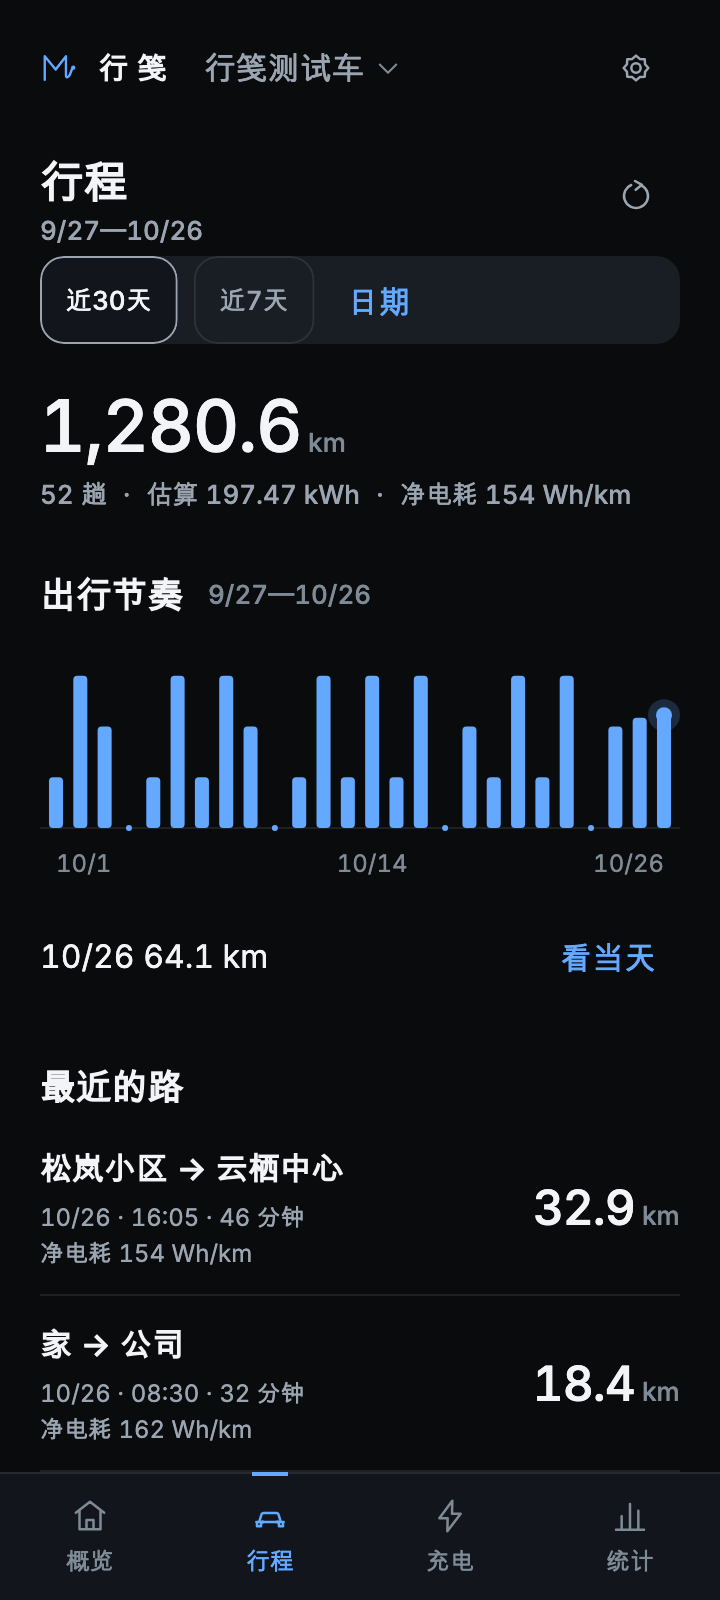 行笺 行笺测试车
行程
9/27—10/26
近30天 近7天 日期
1,280.6 km
52 趟 · 估算 197.47 kWh · 净电耗 154 Wh/km
出行节奏 9/27—10/26
10/1 10/14 10/26
10/26 64.1 km 看当天
最近的路
松岚小区 → 云栖中心
10/26 · 16:05 · 46 分钟
净电耗 154 Wh/km
32.9 km
家 → 公司
10/26 · 08:30 · 32 分钟
净电耗 162 Wh/km
18.4 km
概览 行程 充电 统计